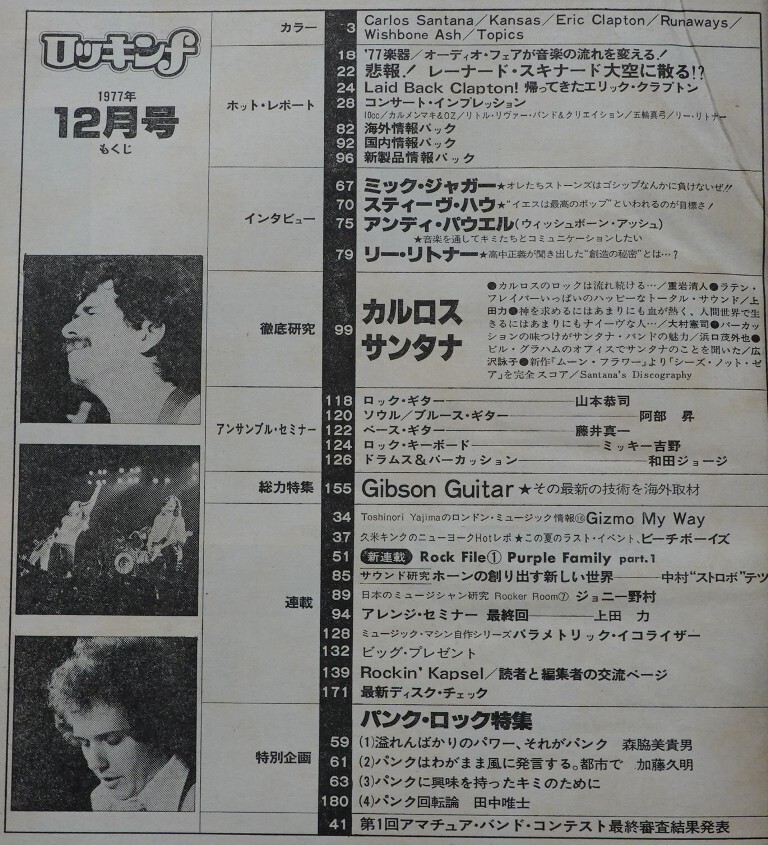 ロッキンf
1977年
12月号
もくじ
カラー
3 Carlos Santana／Kansas／Eric Clapton／Runaways／
Wishbone Ash／Topics
ホット・レポート
18 '77楽器／オーディオ・フェアが音楽の流れを変える！
22 悲報！ レーナード・スキナード大空に散る！？
24 Laid Back Clapton! 帰ってきたエリック・クラプトン
28 コンサート・インプレッション
10cc／カルメンマキ&OZ／リトル・リヴァー・バンド&クリエイション／五輪真弓／リー・リトナー
82 海外情報パック
92 国内情報パック
96 新製品情報パック
インタビュー
67 ミック・ジャガー★オレたちストーンズはゴシップなんかに負けないぜ!!
70 スティーヴ・ハウ★“イエスは最高のポップ”といわれるのが目標さ！
75 アンディ・パウエル（ウィッシュボーン・アッシュ）
★音楽を通してキミたちとコミュニケーションしたい
79 リー・リトナー★高中正義が聞き出した“創造の秘密”とは…？
徹底研究
99 カルロス
サンタナ
●カルロスのロックは流れ続ける…／重岩清人●ラテン・
フレイバーいっぱいのハッピーなトータル・サウンド／上
田力●神を求めるにはあまりにも血が熱く、人間世界で生
きるにはあまりにもナイーヴな人…／大村憲司●パーカッ
ションの味つけがサンタナ・バンドの魅力／浜口茂外也●
ビル・グラハムのオフィスでサンタナのことを聞いた／広
沢詠子●新作『ムーン・フラワー』より「シーズ・ノット・ゼ
ア」を完全スコア／Santana's Discography
アンサンブル・セミナー
118 ロック・ギター 山本恭司
120 ソウル／ブルース・ギター 阿部 昇
122 ベース・ギター 藤井真一
124 ロック・キーボード ミッキー吉野
126 ドラムス&パーカッション 和田ジョージ
総力特集
155 Gibson Guitar ★その最新の技術を海外取材
連載
34 Toshinori Yajimaのロンドン・ミュージック情報⑯Gizmo My Way
37 久米キンクのニューヨークHotレポ★この夏のラスト・イベント、ビーチボーイズ
51 新連載 Rock File① Purple Family part.1
85 サウンド研究 ホーンの創り出す新しい世界──中村“ストロボ”テツ
89 日本のミュージシャン研究 Rocker Room⑦ ジョニー野村
94 アレンジ・セミナー 最終回 上田 力
128 ミュージック・マシン自作シリーズパラメトリック・イコライザー
132 ビッグ・プレゼント
139 Rockin' Kapsel／読者と編集者の交流ページ
171 最新ディスク・チェック
特別企画
パンク・ロック特集
59 (1)溢れんばかりのパワー、それがパンク 森脇美貴男
61 (2)パンクはわがまま風に発言する。都市で 加藤久明
63 (3)パンクに興味を持ったキミのために
180 (4)パンク回転論 田中唯士
41 第1回アマチュア・バンド・コンテスト最終審査結果発表